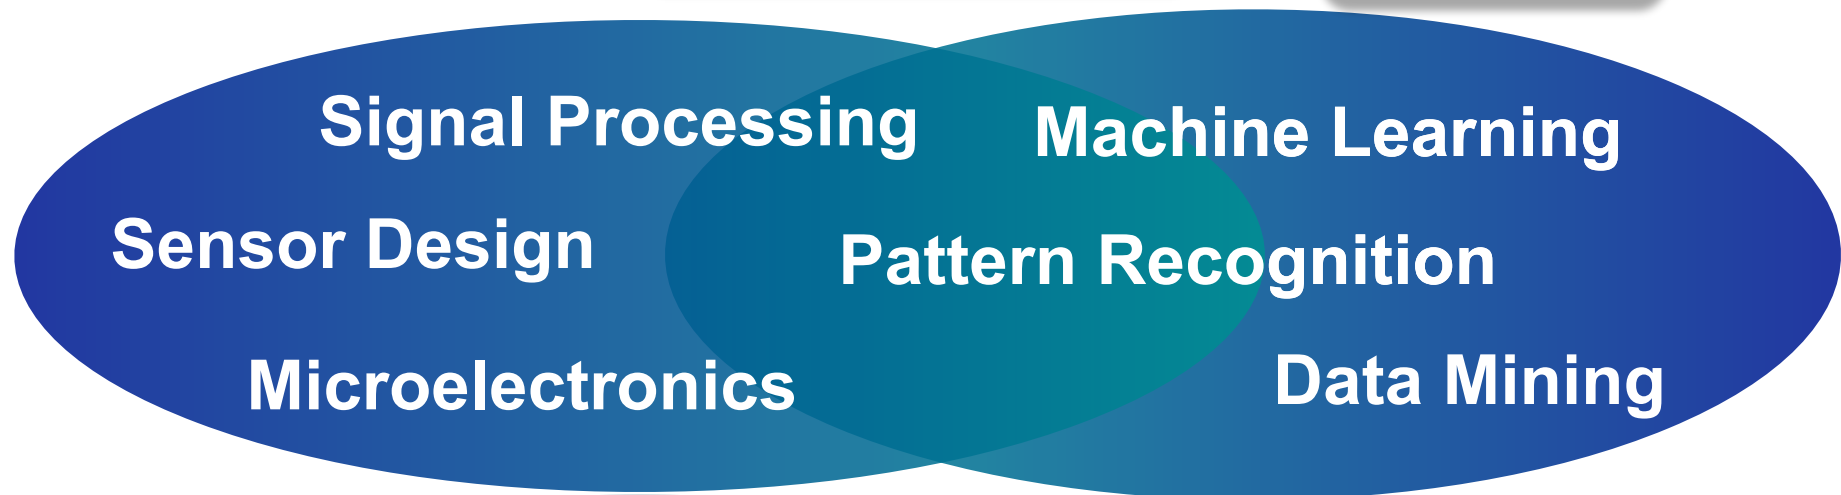 Signal Processing
Machine Learning
Sensor Design
Pattern Recognition
Microelectronics
Data Mining